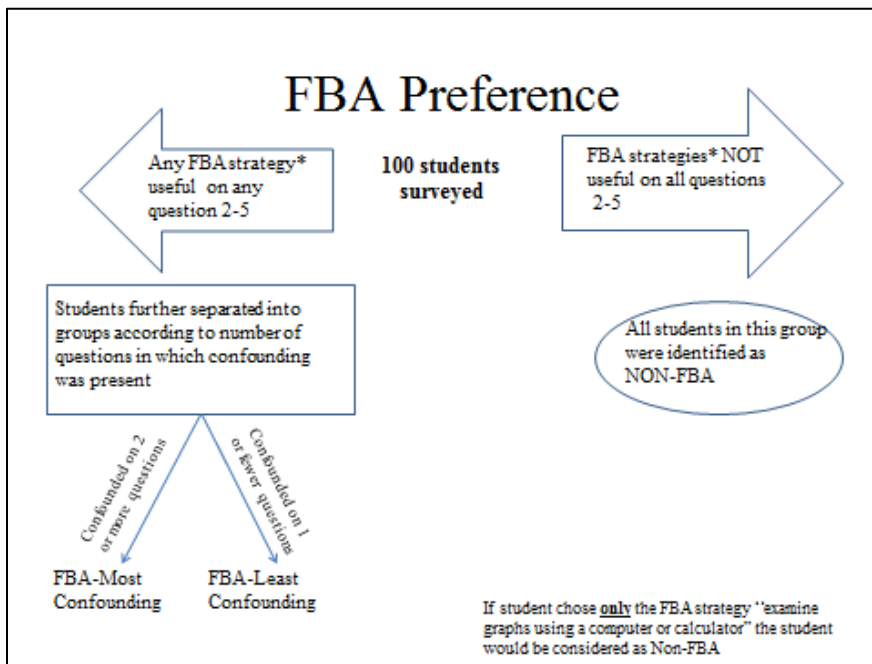 FBA Preference
Any FBA strategy*
useful on any
question 2-5
100 students
surveyed
FBA strategies* NOT
useful on all questions
2-5
Students further separated into
groups according to number of
questions in which confounding
was present
All students in this group
were identified as
NON-FBA
Confounded on 2
or more questions
Confounded on 1
or fewer questions
FBA-Most
Confounding
FBA-Least
Confounding
If student chose only the FBA strategy “examine
graphs using a computer or calculator” the student
would be considered as Non-FBA